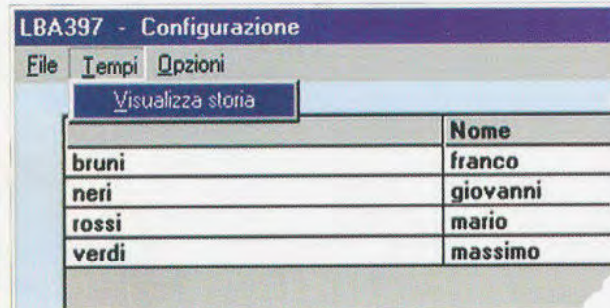 LBA397 - Configurazione
File Tempi Opzioni
Visualizza storia
Nome
bruni franco
neri giovanni
rossi mario
verdi massimo